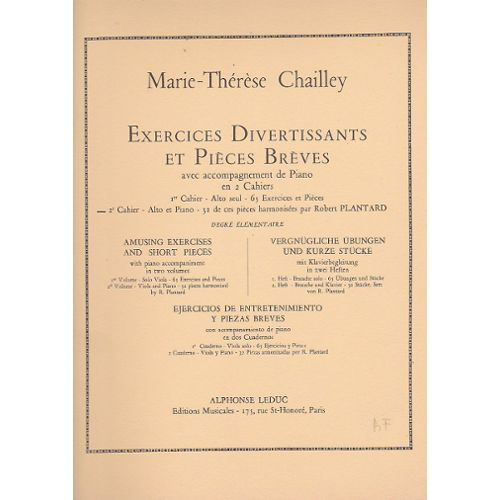 Marie-Thérèse Chailley
EXERCICES DIVERTISSANTS
ET PIÈCES BRÈVES
avec accompagnement de Piano
en 2 Cahiers
1er Cahier - Alto seul - 63 Exercices et Pièces
2e Cahier - Alto et Piano - 32 de ces pièces harmonisées par Robert PLANTARD
DEGRÉ ÉLÉMENTAIRE
AMUSING EXERCISES
AND SHORT PIECES
with piano accompaniment
in two volumes
1st Volume - Solo Viola - 63 Exercises and Pieces
2d Volume - Viola and Piano - 32 pieces harmonized
by R. Plantard
VERGNÜGLICHE ÜBUNGEN
UND KURZE STÜCKE
mit Klavierbegleitung
in zwei Heften
1. Heft - Bratsche solo - 63 Übungen und Stücke
2. Heft - Bratsche und Klavier - 32 Stücke,
von R. Plantard
EJERCICIOS DE ENTRETENIMIENTO
Y PIEZAS BREVES
con acompanamiento de piano
en dos Cuadernos
1º Cuaderno - Viola solo - 63 Ejercicios y Piezas
2 Cuaderno - Viola y Piano - 32 Piezas armonizadas por R. Plantard
ALPHONSE LEDUC
Editions Musicales - 175, rue St-Honoré, Paris